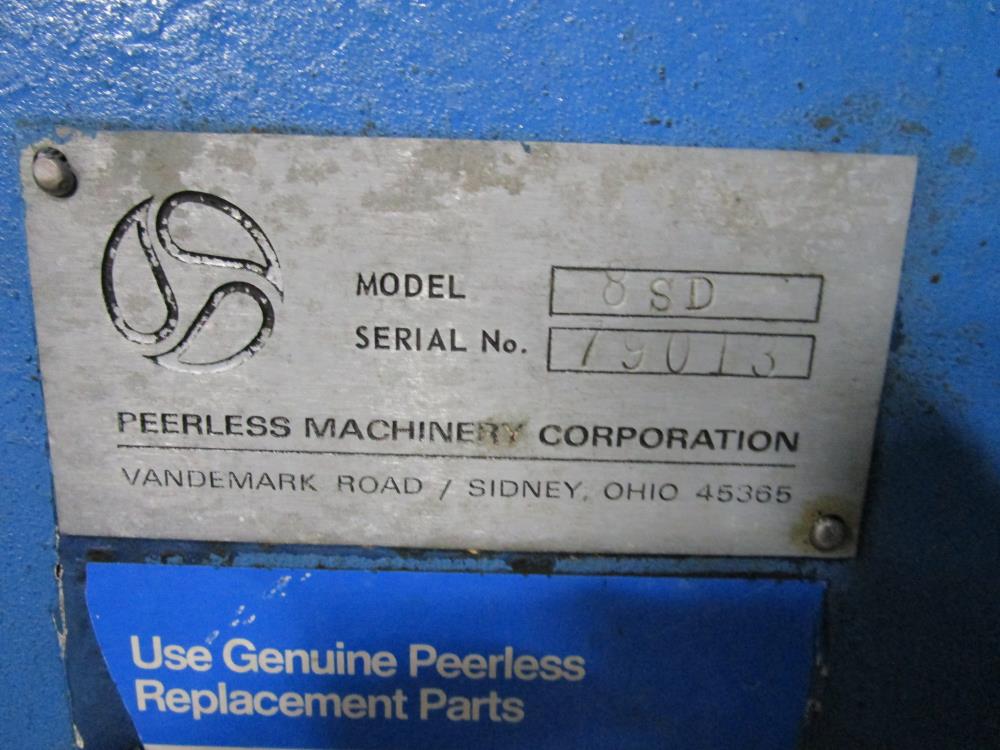 MODEL 8SD
SERIAL No. 79013
PEERLESS MACHINERY CORPORATION
VANDEMARK ROAD / SIDNEY, OHIO 45365
Use Genuine Peerless
Replacement Parts